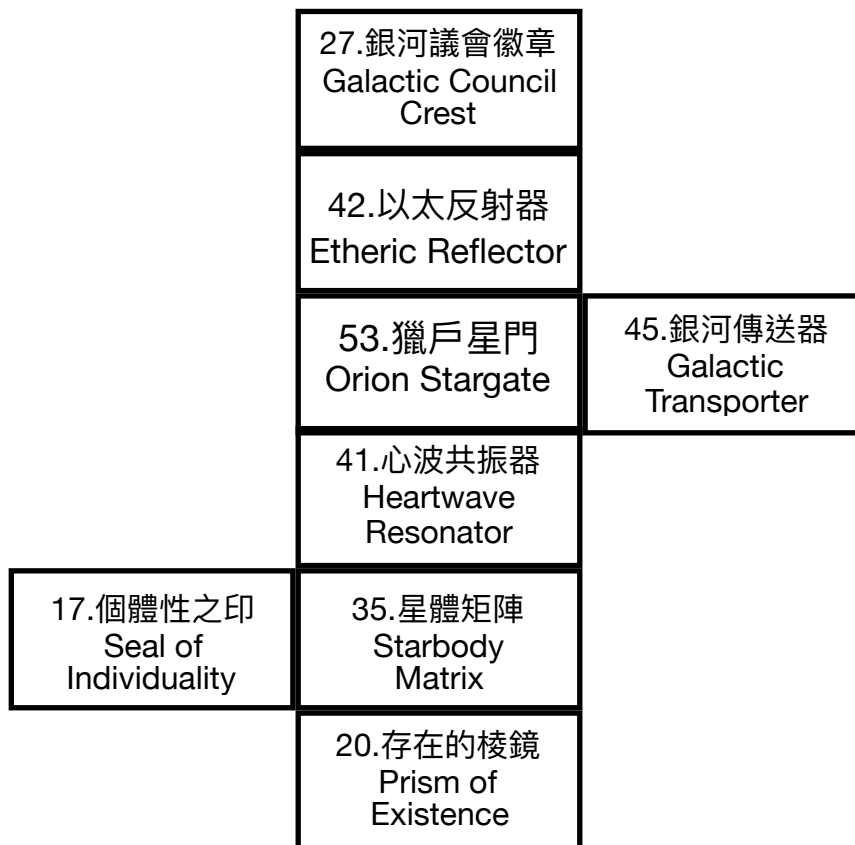 27.銀河議會徽章
Galactic Council
Crest
42.以太反射器
Etheric Reflector
53.獵戶星門
Orion Stargate
45.銀河傳送器
Galactic
Transporter
41.心波共振器
Heartwave
Resonator
17.個體性之印
Seal of
Individuality
35.星體矩陣
Starbody
Matrix
20.存在的棱鏡
Prism of
Existence